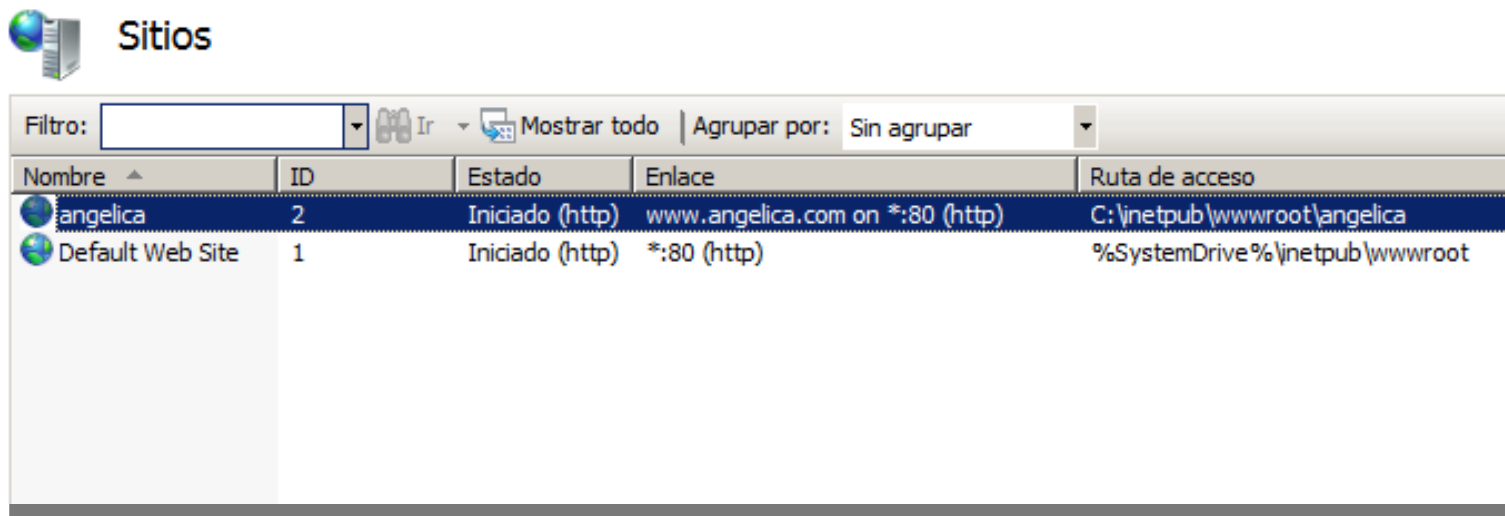 Sitios
Filtro: Ir Mostrar todo Agrupar por: Sin agrupar
Nombre ID Estado Enlace Ruta de acceso
angelica 2 Iniciado (http) www.angelica.com on *:80 (http) C:\inetpub\wwwroot\angelica
Default Web Site 1 Iniciado (http) *:80 (http) %SystemDrive%\inetpub\wwwroot